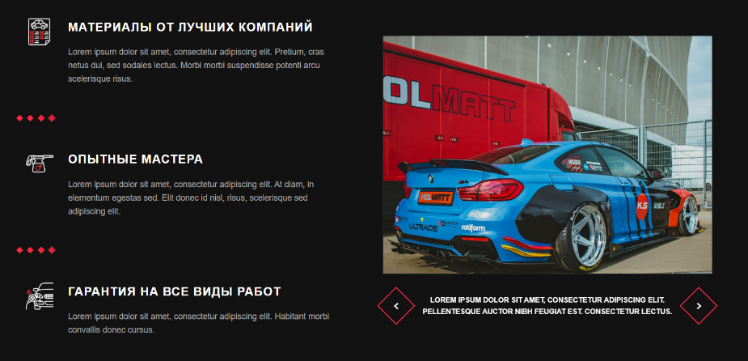 МАТЕРИАЛЫ ОТ ЛУЧШИХ КОМПАНИЙ
Lorem ipsum dolor sit amet, consectetur adipiscing elit. Pretium, cras
netus dui, sed sodales lectus. Morbi morbi suspendisse potenti arcu
scelerisque risus.
ОПЫТНЫЕ МАСТЕРА
Lorem ipsum dolor sit amet, consectetur adipiscing elit. At diam, in
elementum egestas sed. Elit donec id nisl, risus, scelerisque sed
adipiscing elit.
ГАРАНТИЯ НА ВСЕ ВИДЫ РАБОТ
Lorem ipsum dolor sit amet, consectetur adipiscing elit. Habitant morbi
convallis donec cursus.
OLMATT
HOLMATT
ULTRACE
rotiform
KS
LOREM IPSUM DOLOR SIT AMET, CONSECTETUR ADIPISCING ELIT.
PELLENTESQUE AUCTOR NIBH FEUGIAT EST. CONSECTETUR LECTUS.